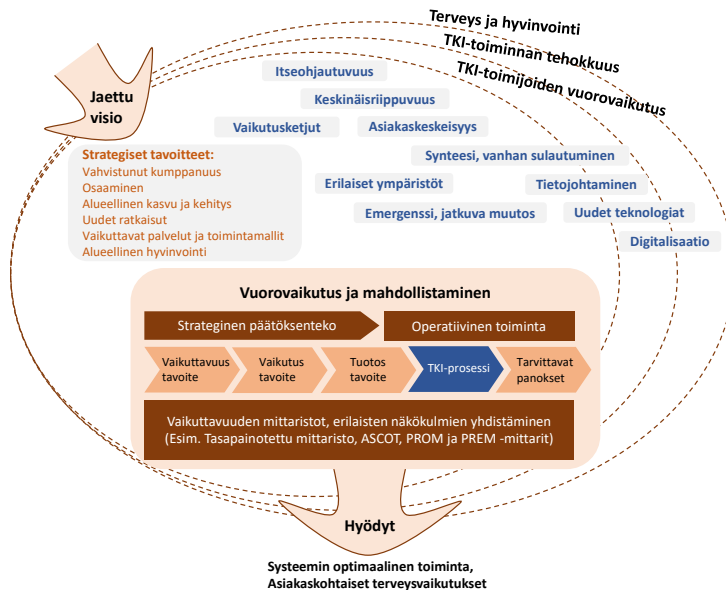 Terveys ja hyvinvointi
TKI-toiminnan tehokkuus
TKI-toimijoiden vuorovaikutus
Jaettu
visio
Itseohjautuvuus
Keskinäisriippuvuus
Vaikutusketjut
Asiakaskeskeisyys
Synteesi, vanhan sulautuminen
Erilaiset ympäristöt
Tietojohtaminen
Emergenssi, jatkuva muutos
Uudet teknologiat
Digitalisaatio
Strategiset tavoitteet:
Vahvistunut kumppanuus
Osaaminen
Alueellinen kasvu ja kehitys
Uudet ratkaisut
Vaikuttavat palvelut ja toimintamallit
Alueellinen hyvinvointi
Vuorovaikutus ja mahdollistaminen
Strateginen päätöksenteko
Operatiivinen toiminta
Vaikuttavuus
tavoite
Vaikutus
tavoite
Tuotos
tavoite
TKI-prosessi
Tarvittavat
panokset
Vaikuttavuuden mittaristot, erilaisten näkökulmien yhdistäminen
(Esim. Tasapainotettu mittaristo, ASCOT, PROM ja PREM -mittarit)
Hyödyt
Systeemin optimaalinen toiminta,
Asiakaskohtaiset terveysvaikutukset